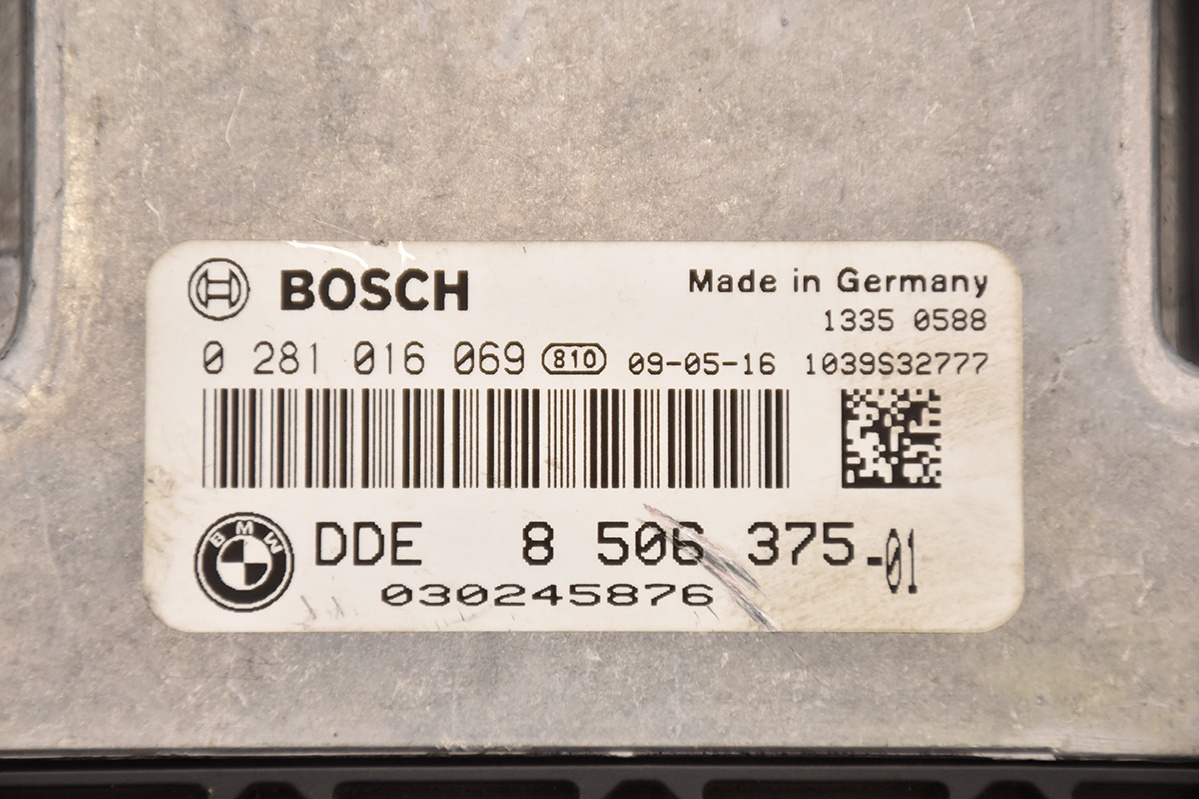 BOSCH
Made in Germany
1335 0588
0 281 016 069 810 09-05-16 1039S32777
BMW DDE 8 506 375-01
030245876